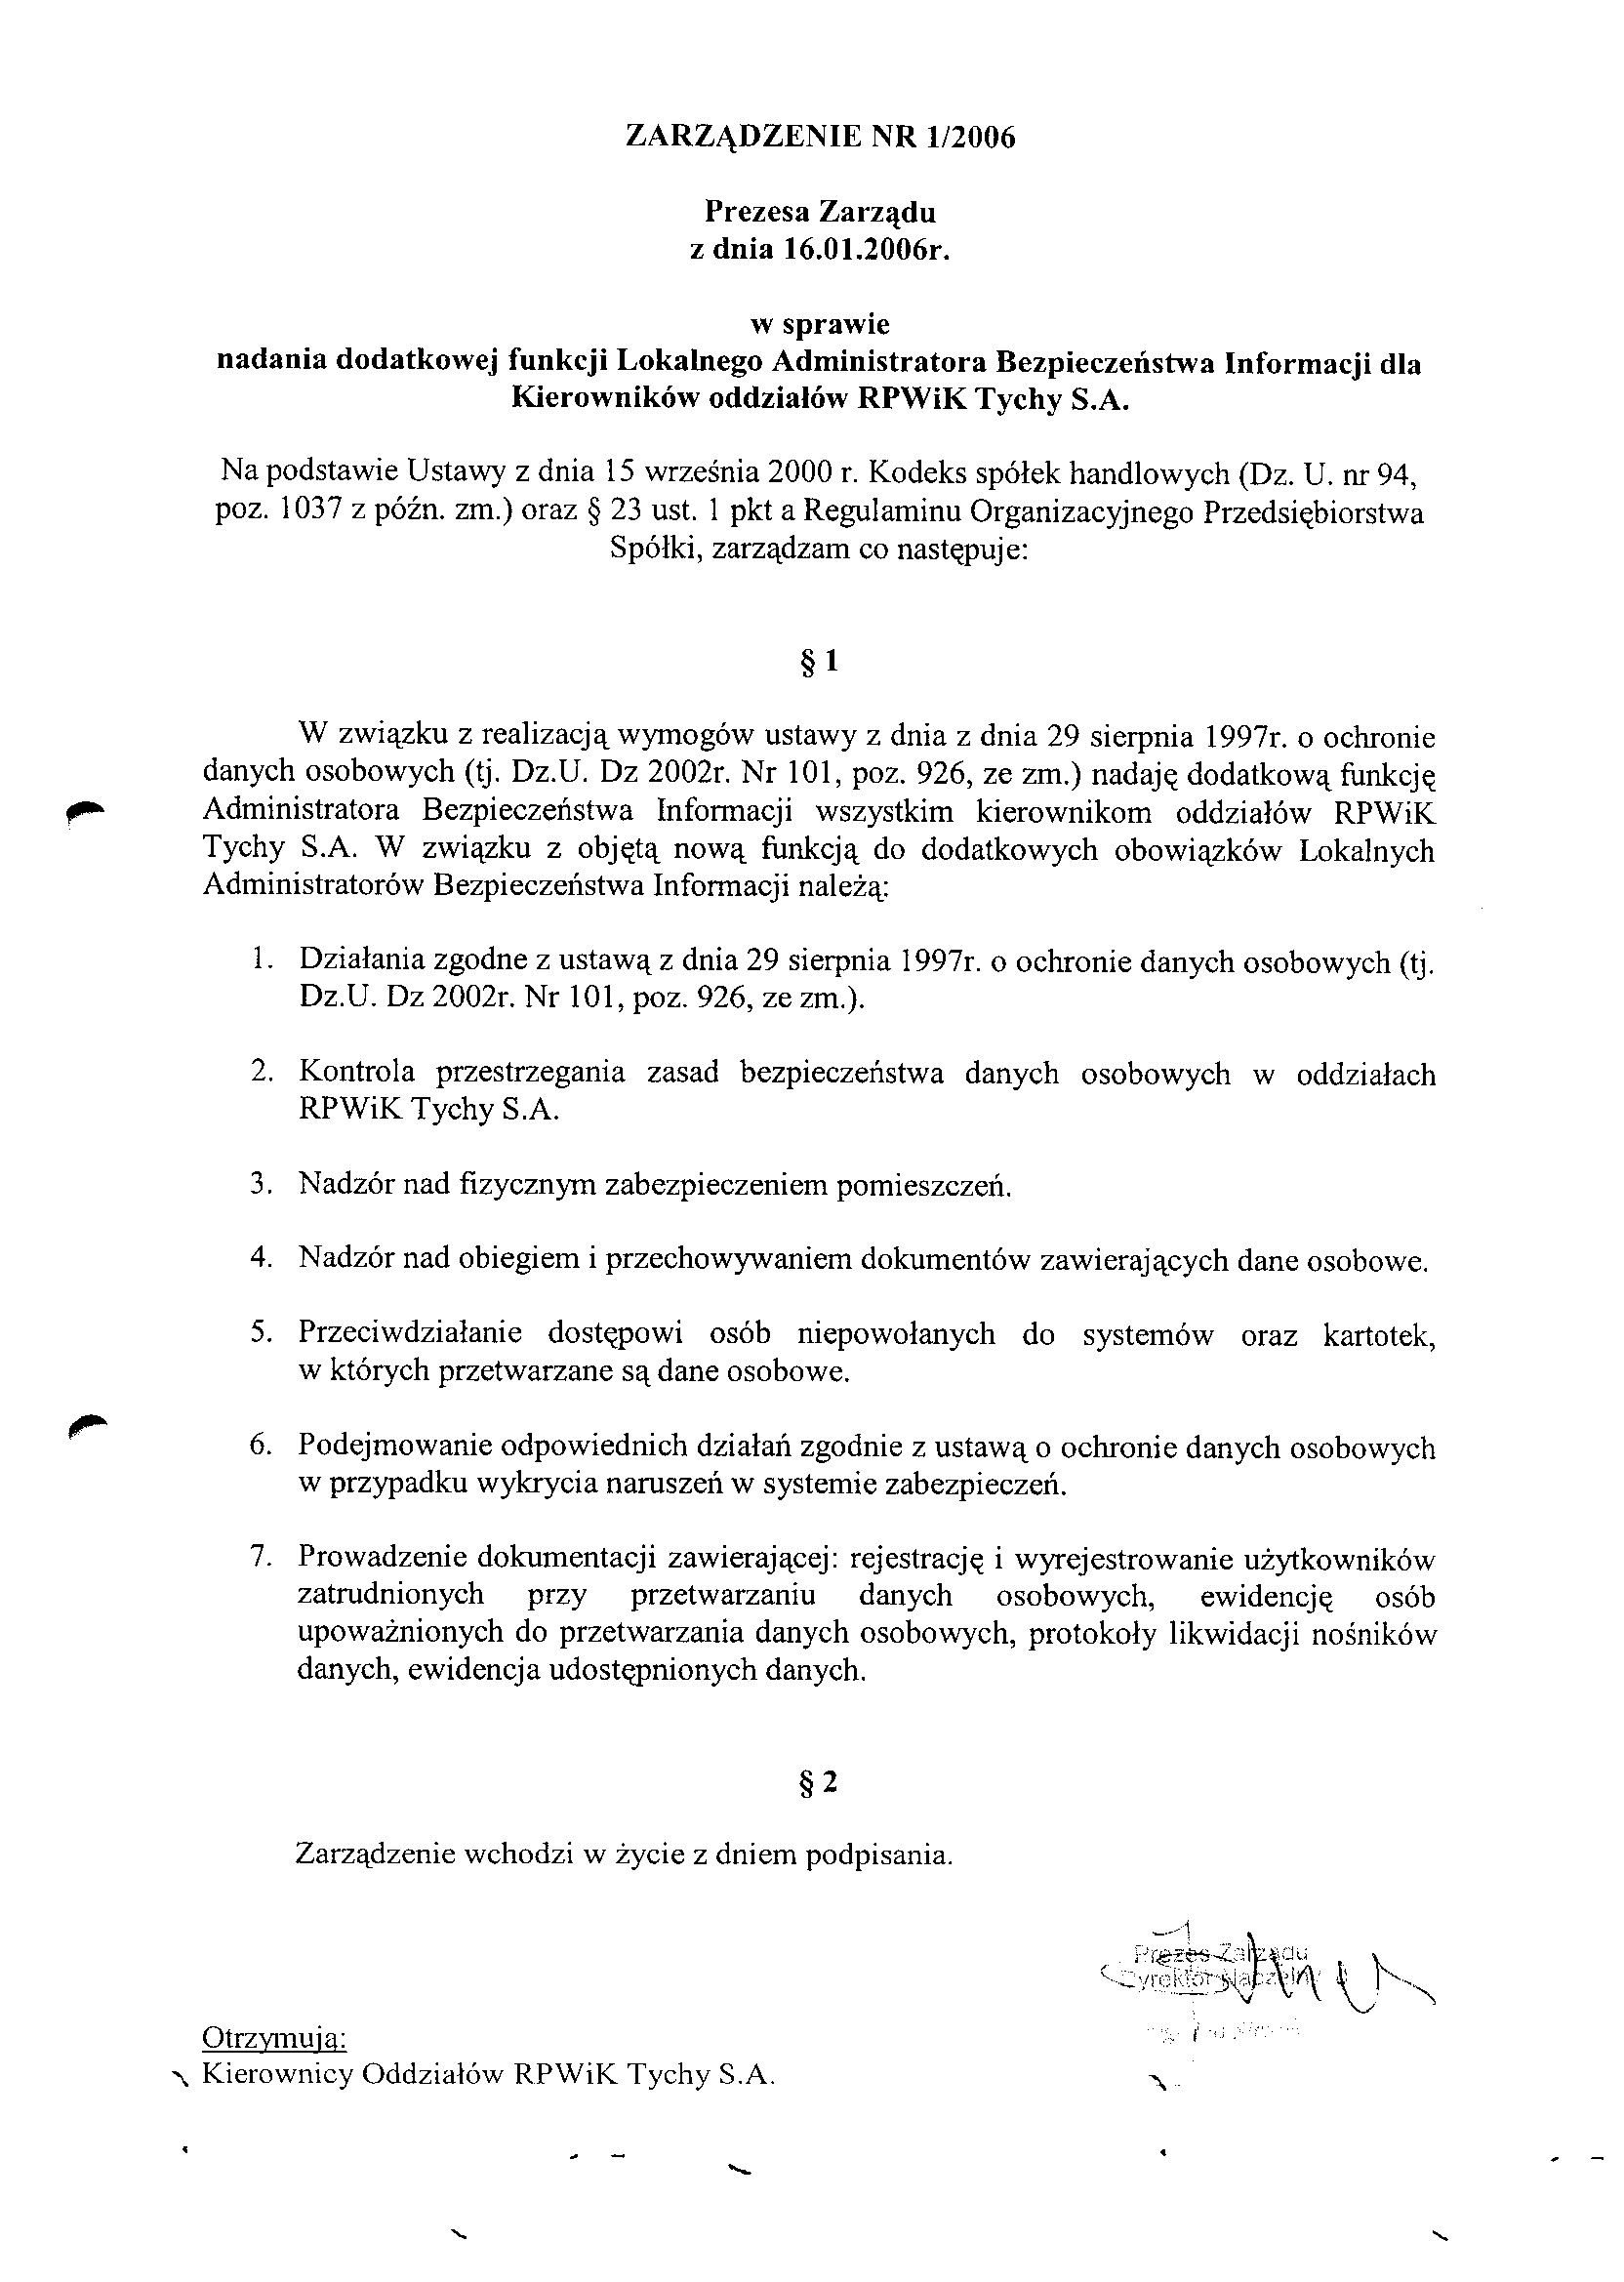 ZARZĄDZENIE NR 1/2006
Prezesa Zarządu
z dnia 16.01.2006r.
w sprawie
nadania dodatkowej funkcji Lokalnego Administratora Bezpieczeństwa Informacji dla
Kierowników oddziałów RPWiK Tychy S.A.
Na podstawie Ustawy z dnia 15 września 2000 r. Kodeks spółek handlowych (Dz. U. nr 94,
poz. 1037 z późn. zm.) oraz § 23 ust. 1 pkt a Regulaminu Organizacyjnego Przedsiębiorstwa
Spółki, zarządzam co następuje:
§ 1
W związku z realizacją wymogów ustawy z dnia z dnia 29 sierpnia 1997r. o ochronie
danych osobowych (tj. Dz.U. Dz 2002r. Nr 101, poz. 926, ze zm.) nadaję dodatkową funkcję
Administratora Bezpieczeństwa Informacji wszystkim kierownikom oddziałów RPWiK
Tychy S.A. W związku z objętą nową funkcją do dodatkowych obowiązków Lokalnych
Administratorów Bezpieczeństwa Informacji należą:
1. Działania zgodne z ustawą z dnia 29 sierpnia 1997r. o ochronie danych osobowych (tj.
Dz.U. Dz 2002r. Nr 101, poz. 926, ze zm.).
2. Kontrola przestrzegania zasad bezpieczeństwa danych osobowych w oddziałach
RPWiK Tychy S.A.
3. Nadzór nad fizycznym zabezpieczeniem pomieszczeń.
4. Nadzór nad obiegiem i przechowywaniem dokumentów zawierających dane osobowe.
5. Przeciwdziałanie dostępowi osób niepowołanych do systemów oraz kartotek,
w których przetwarzane są dane osobowe.
6. Podejmowanie odpowiednich działań zgodnie z ustawą o ochronie danych osobowych
w przypadku wykrycia naruszeń w systemie zabezpieczeń.
7. Prowadzenie dokumentacji zawierającej: rejestrację i wyrejestrowanie użytkowników
zatrudnionych przy przetwarzaniu danych osobowych, ewidencję osób
upoważnionych do przetwarzania danych osobowych, protokoły likwidacji nośników
danych, ewidencja udostępnionych danych.
§ 2
Zarządzenie wchodzi w życie z dniem podpisania.
Prezes Zarządu
Dyrektor Naczelny
Otrzymują:
Kierownicy Oddziałów RPWiK Tychy S.A.